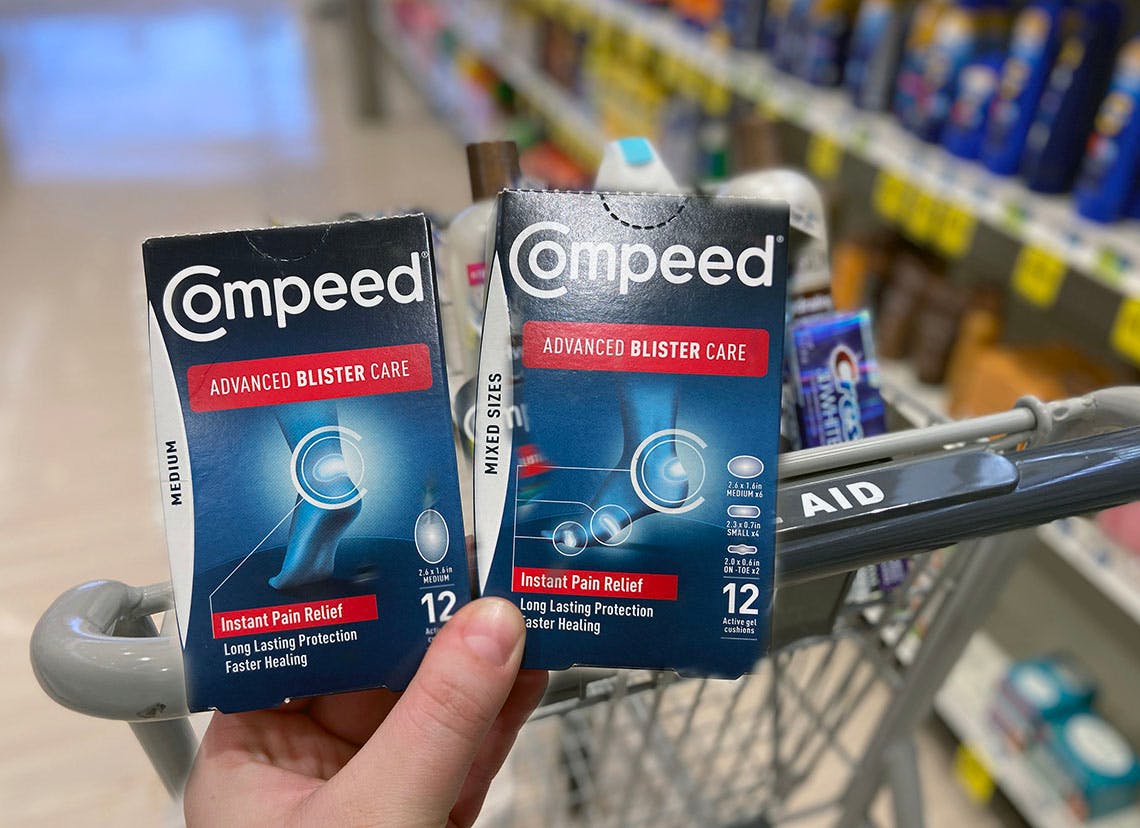 Compeed®
ADVANCED BLISTER CARE
MEDIUM
2.6 x 1.6in
MEDIUM
12
Instant Pain Relief
Long Lasting Protection
Faster Healing
Compeed®
ADVANCED BLISTER CARE
MIXED SIZES
2.6 x 1.6in
MEDIUM x6
2.3 x 0.7in
SMALL x4
2.0 x 0.6in
ON-TOE x2
12
Active gel
cushions
Instant Pain Relief
Long Lasting Protection
Faster Healing
Crest
AID